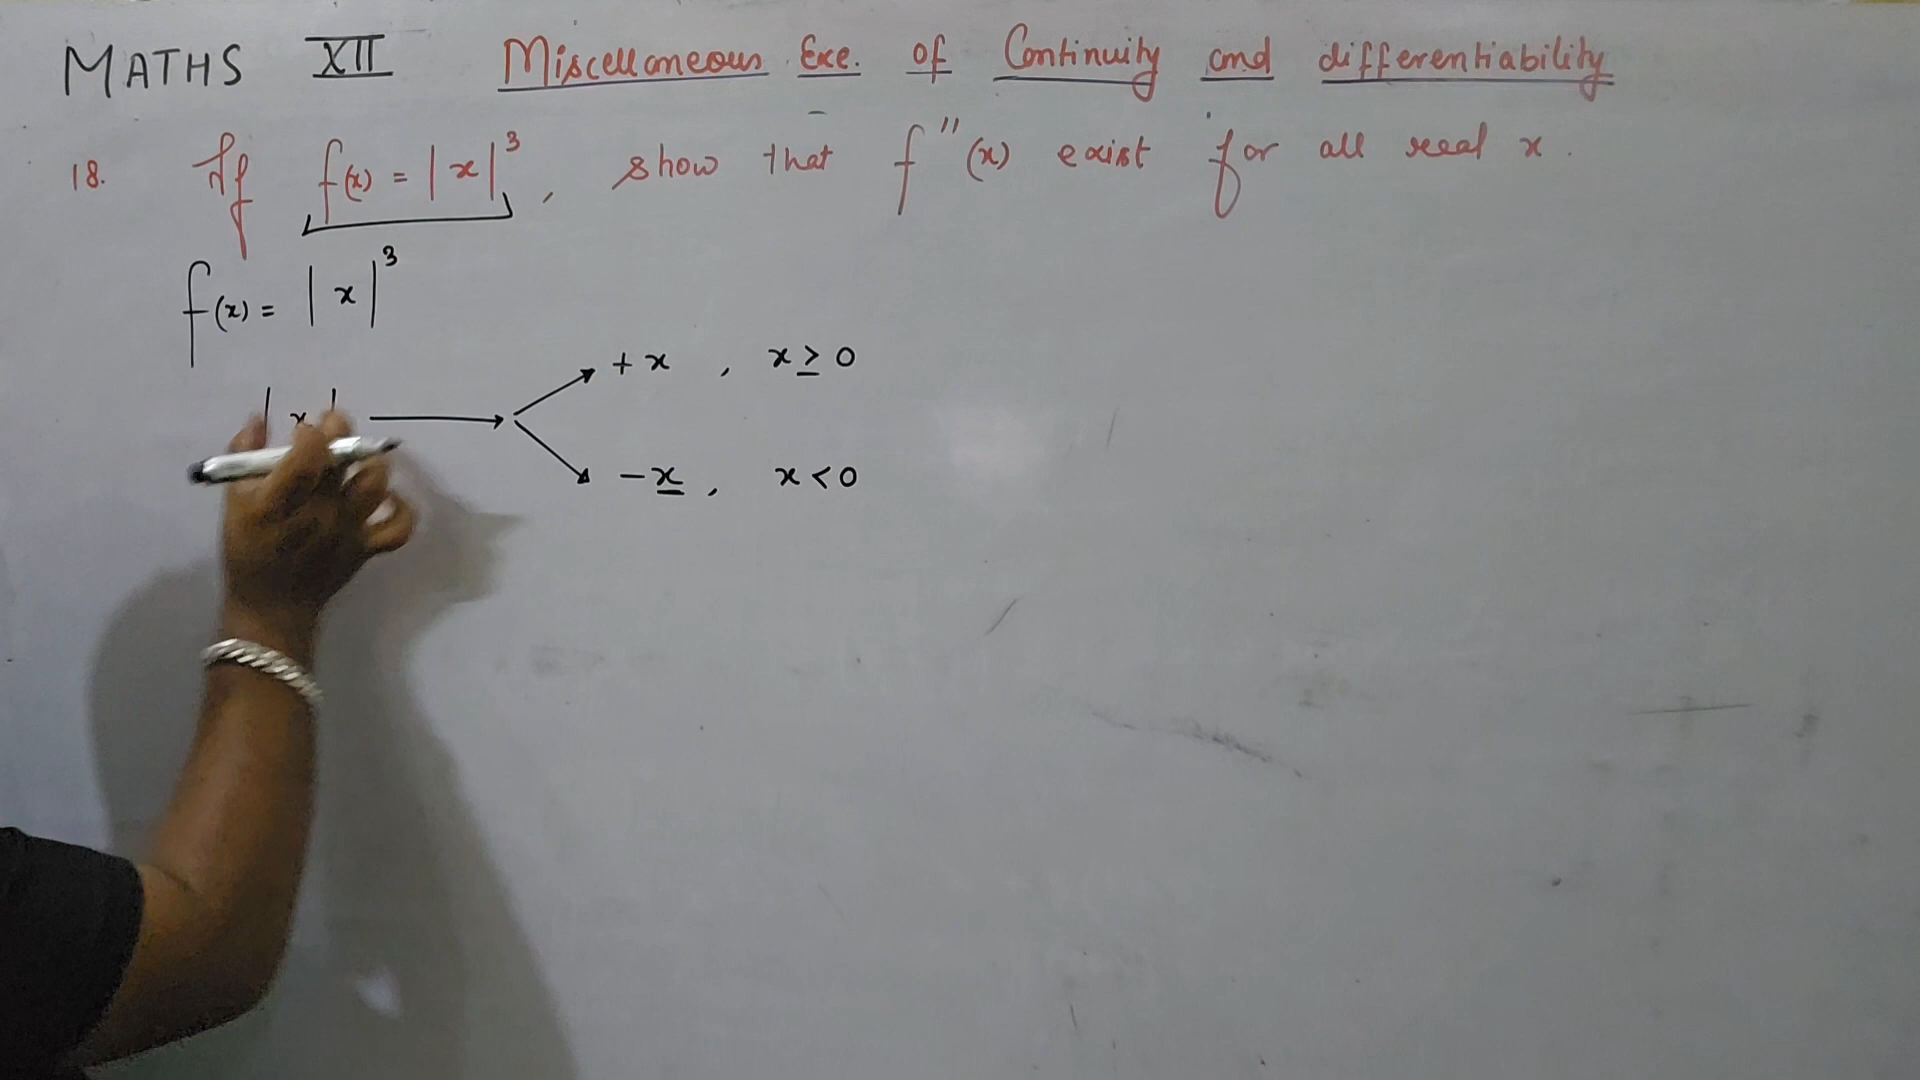 MATHS XII Miscellaneous Exe. of Continuity and differentiability
18. If f(x) = |x|³, show that f''(x) exist for all real x.
f(x) = |x|³
+x , x ≥ 0
|x|
-x , x < 0